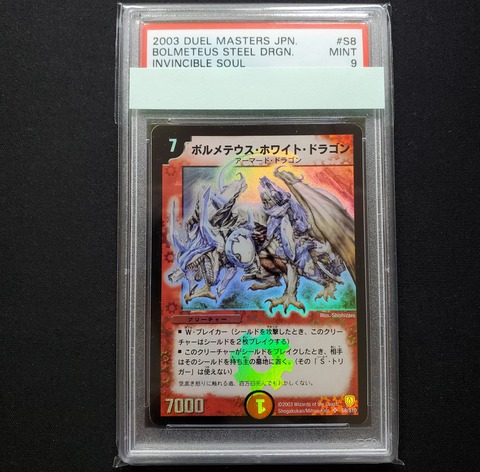 2003 DUEL MASTERS JPN. #S8
BOLMETEUS STEEL DRGN. MINT
INVINCIBLE SOUL 9
7
ボルメテウス・ホワイト・ドラゴン
アーマード・ドラゴン
Illus. Shishizaru
クリーチャー
■ W・ブレイカー（シールドを攻撃したとき、このクリ
ーチャーはシールドを2枚ブレイクする）
■ このクリーチャーがシールドをブレイクしたとき、相手
はそのシールドを持ち主の墓地に置く。（その「S・ト
リガー」は使えない）
7000
1
©2003 Wizards of the Coast/